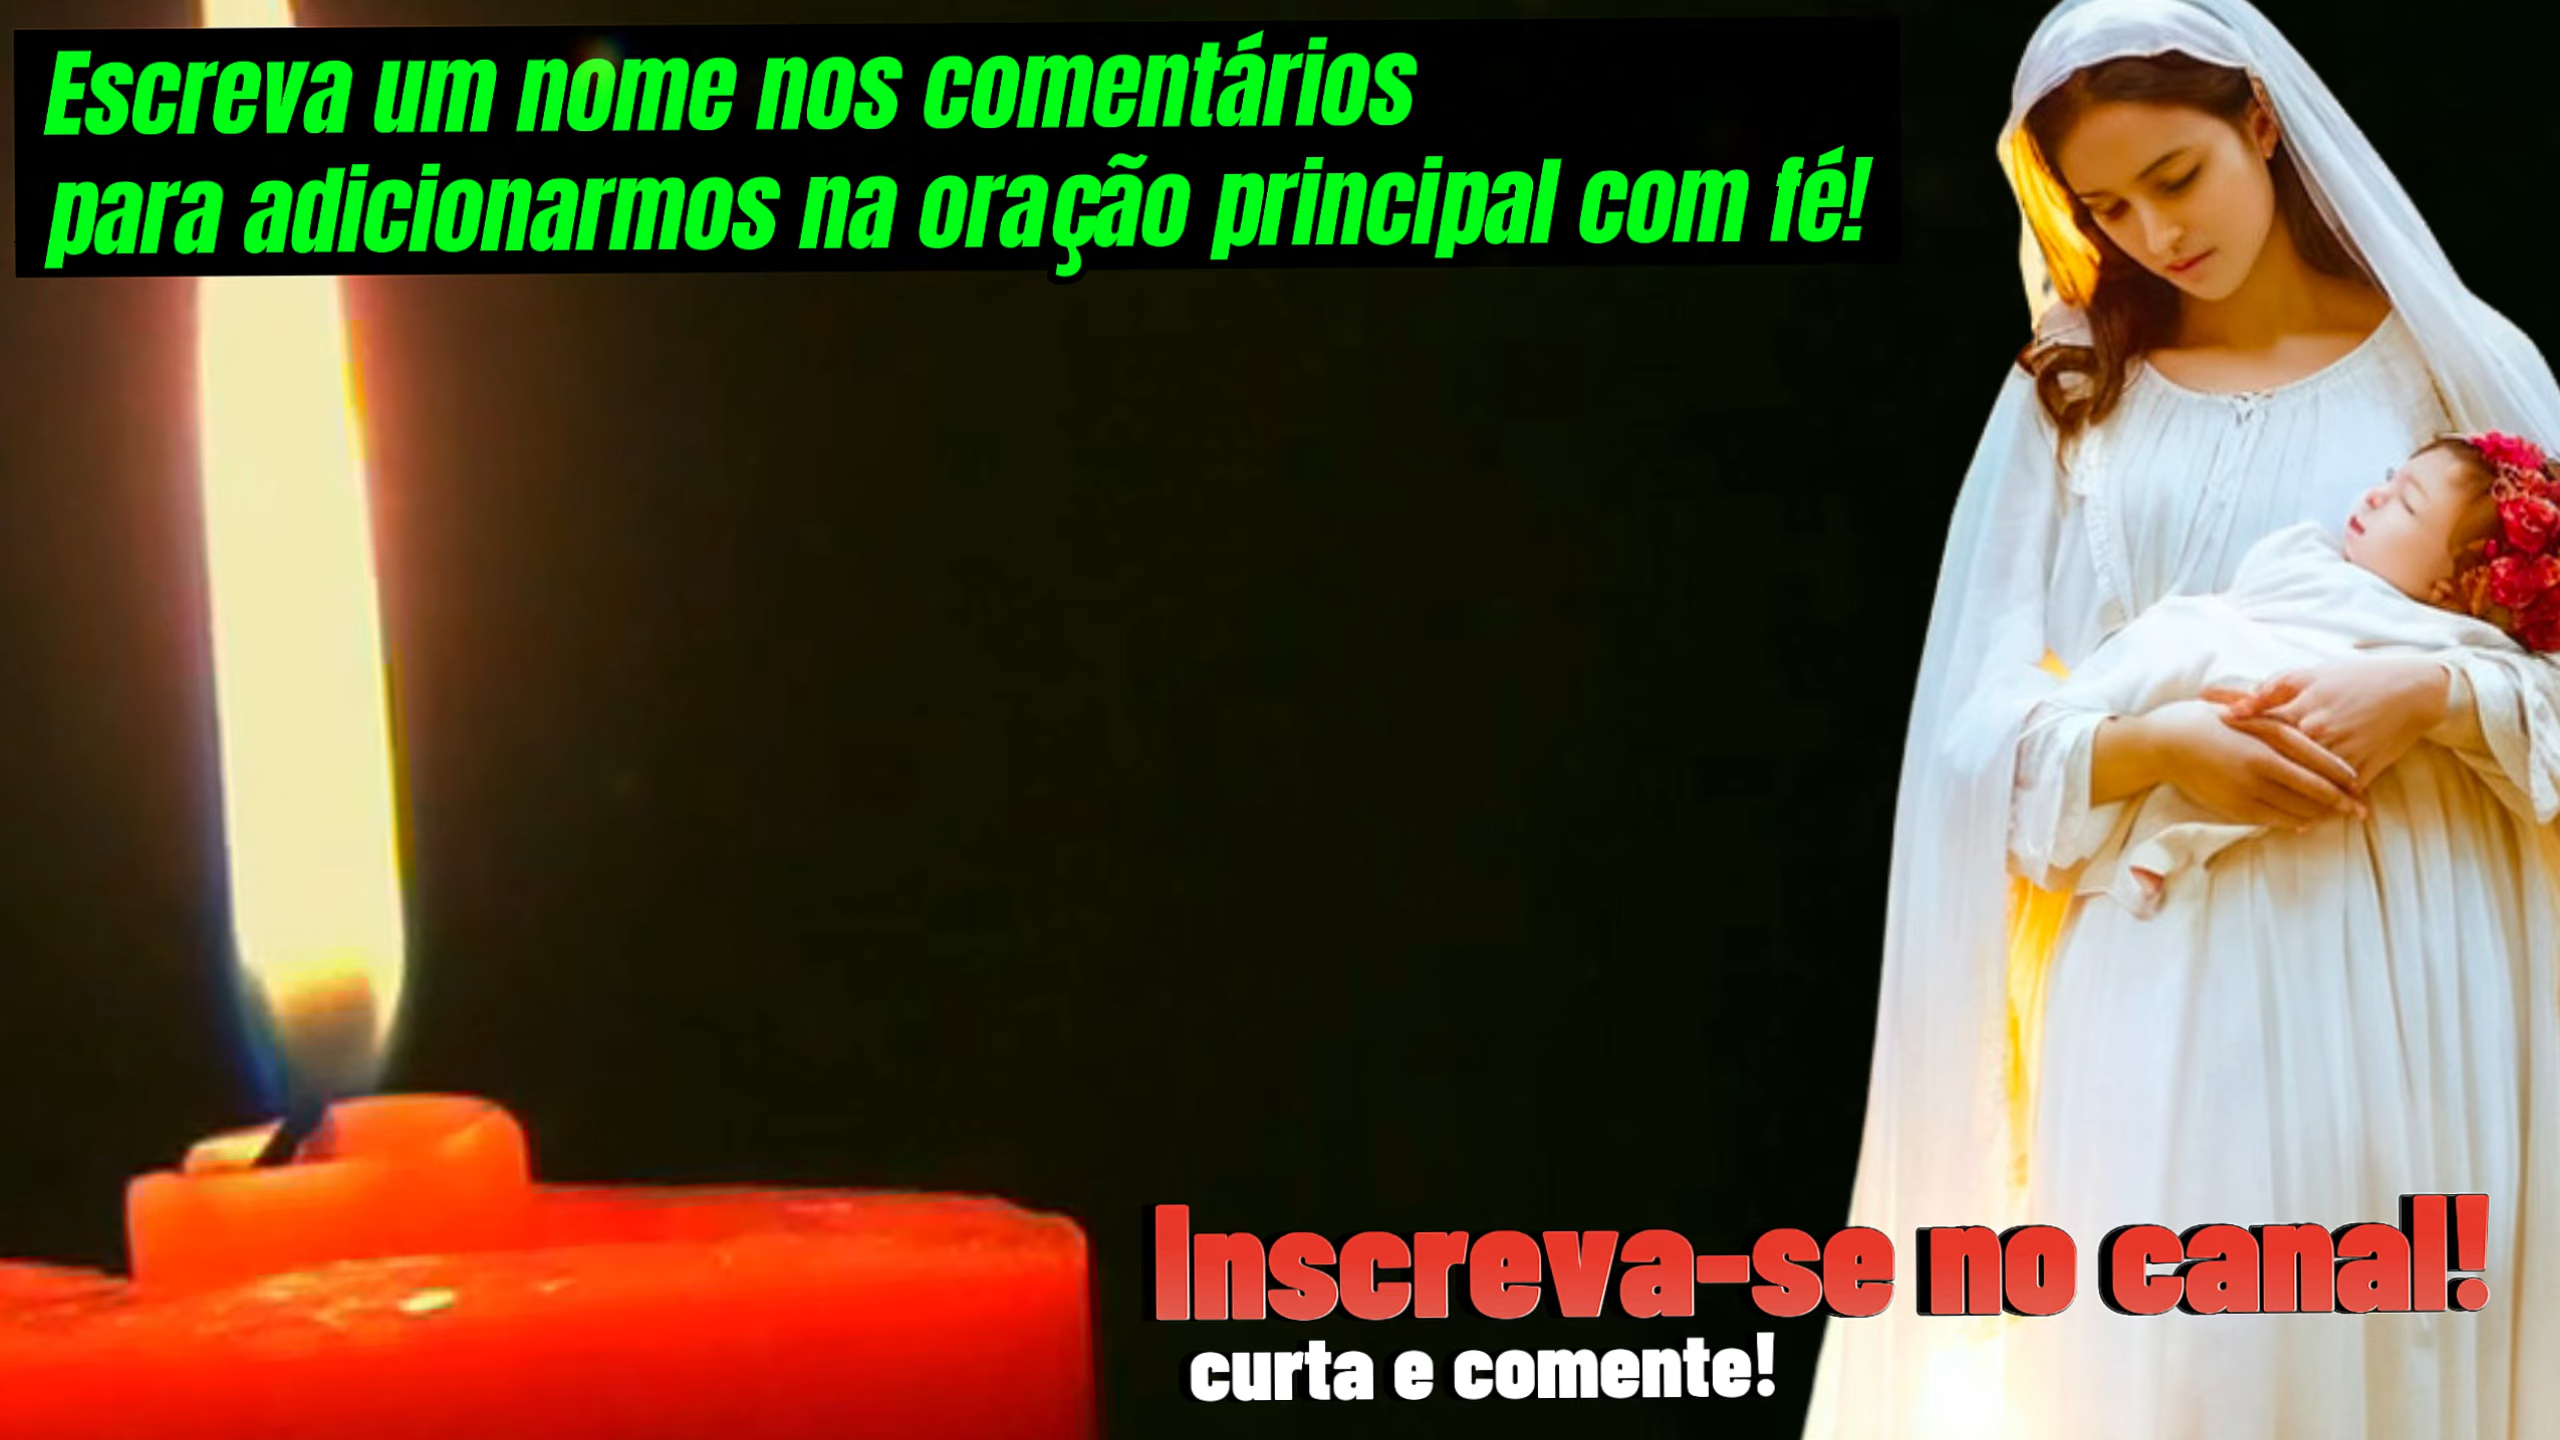 Escreva um nome nos comentários
para adicionarmos na oração principal com fé!
Inscreva-se no canal!
curta e comente!